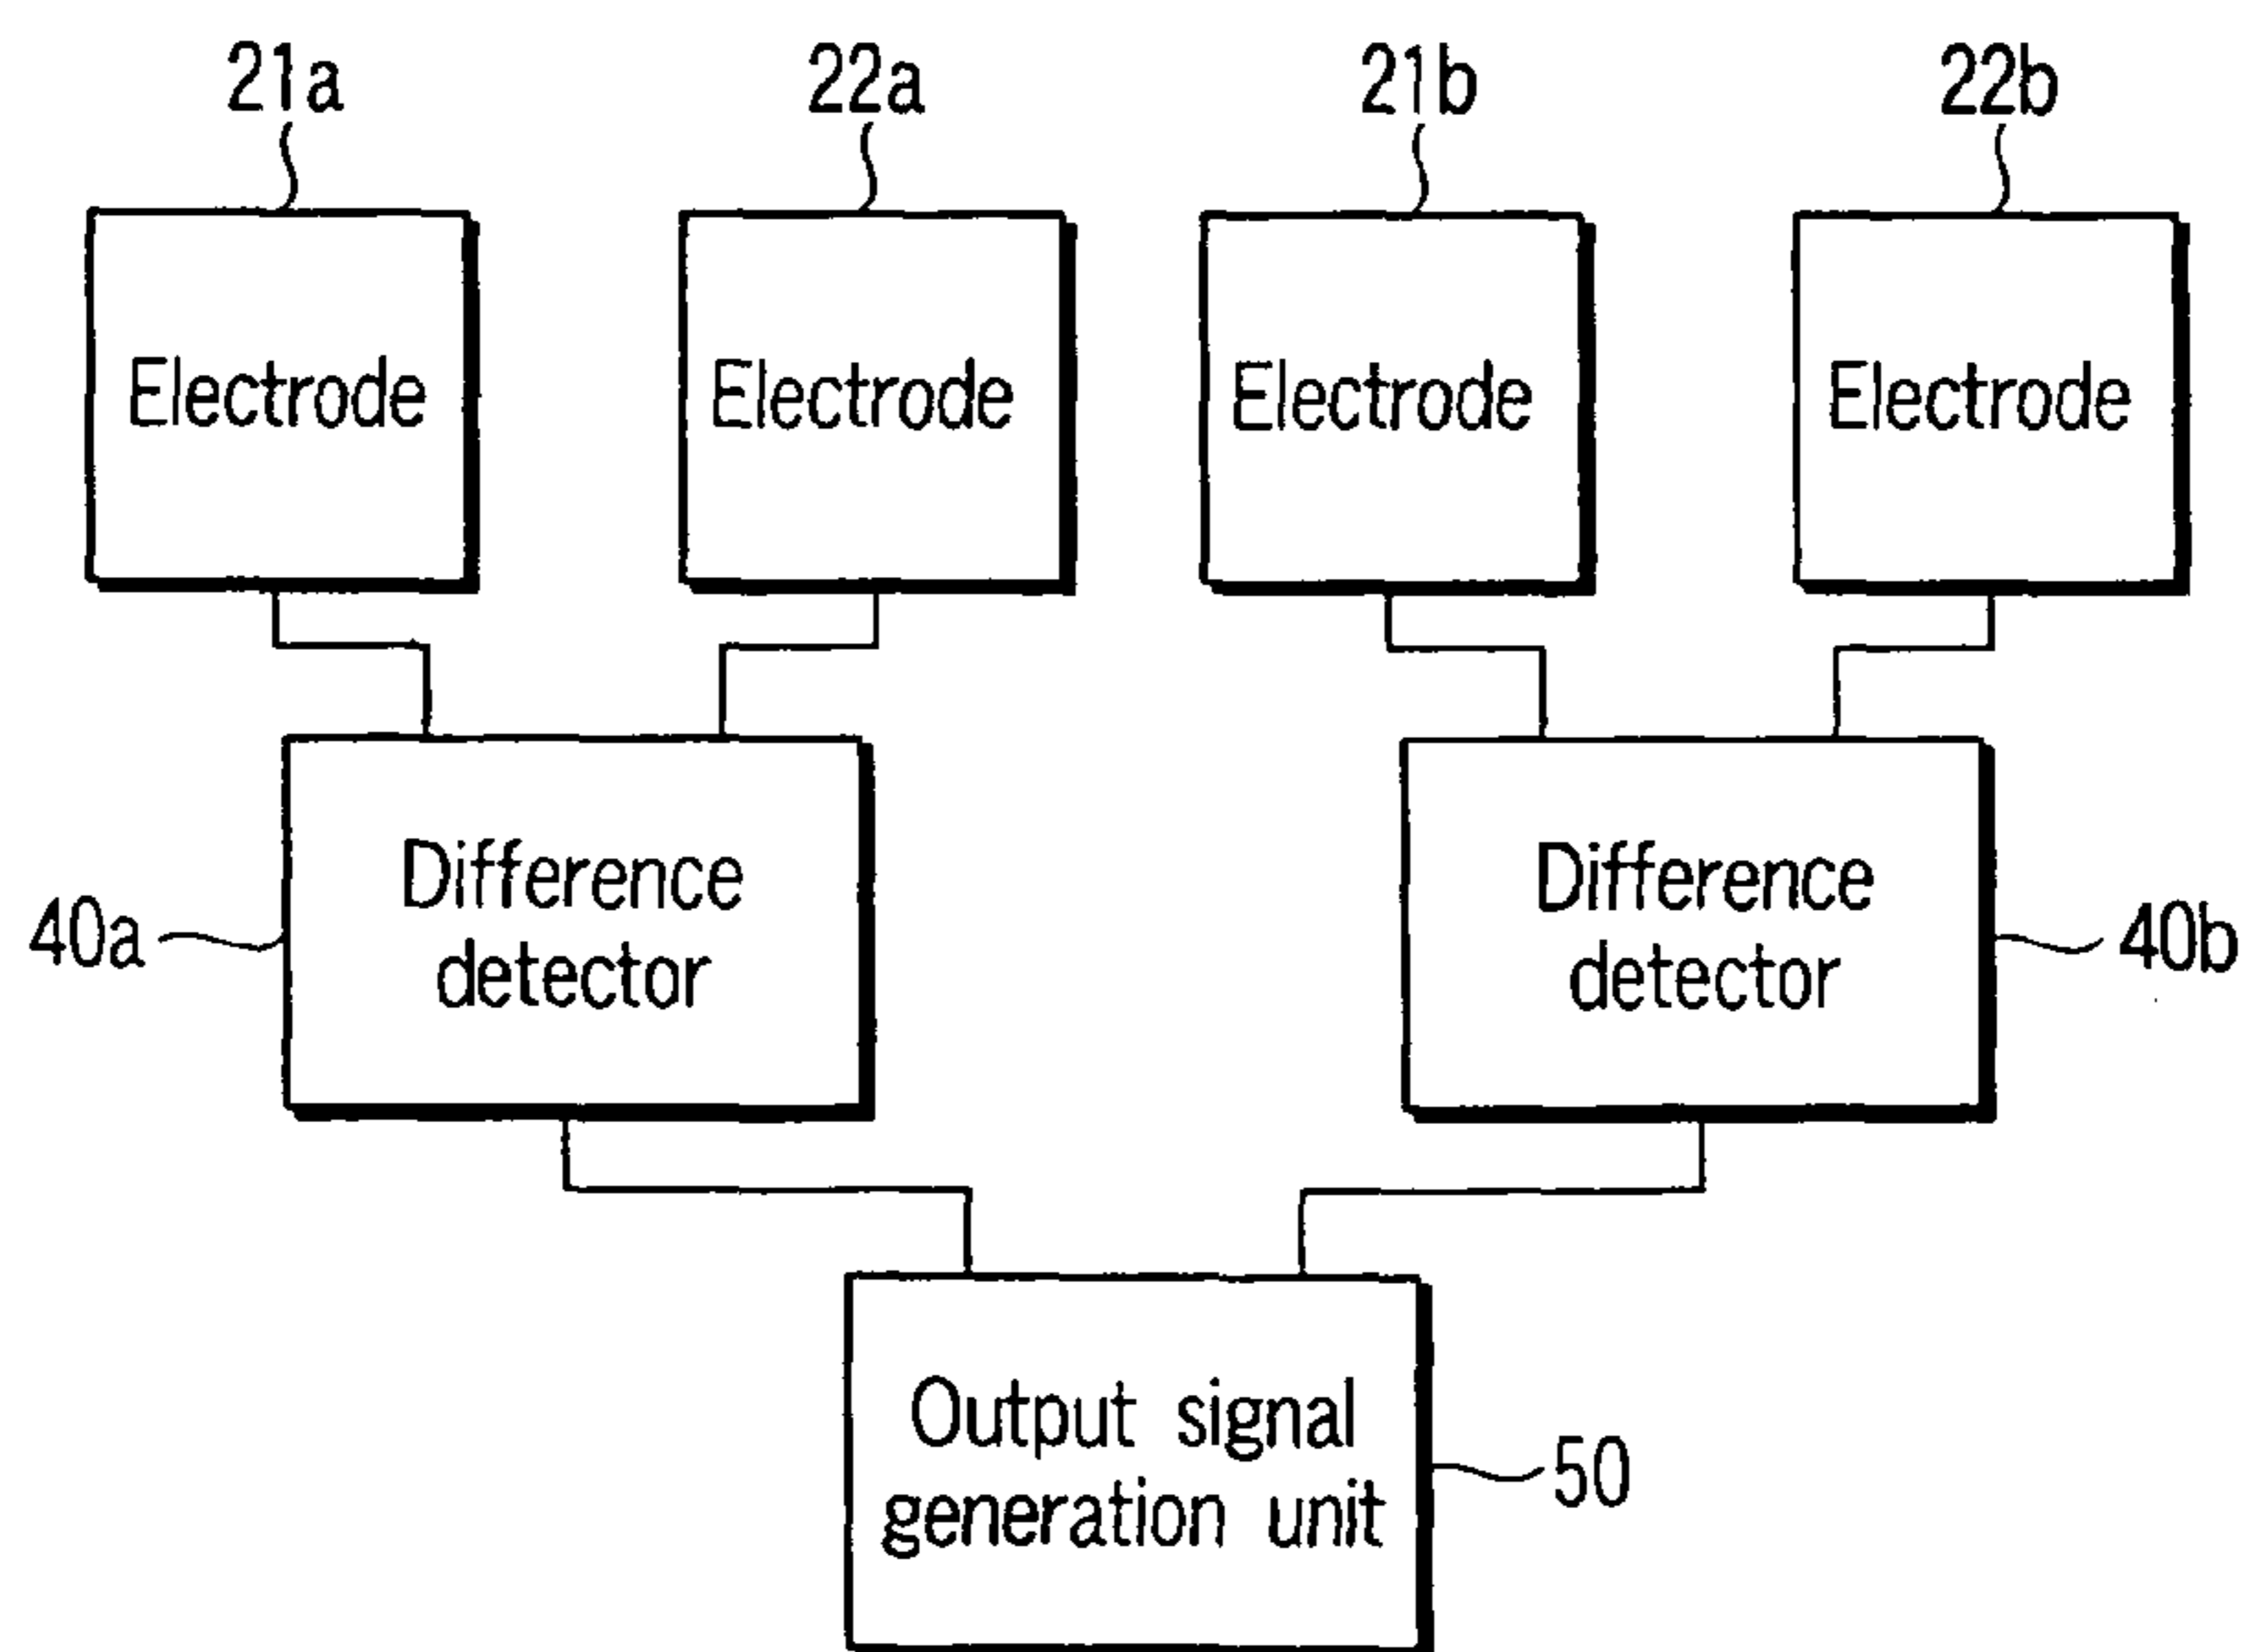 21a 22a 21b 22b
Electrode Electrode Electrode Electrode
40a
Difference
detector
Difference
detector
40b
Output signal
generation unit
50